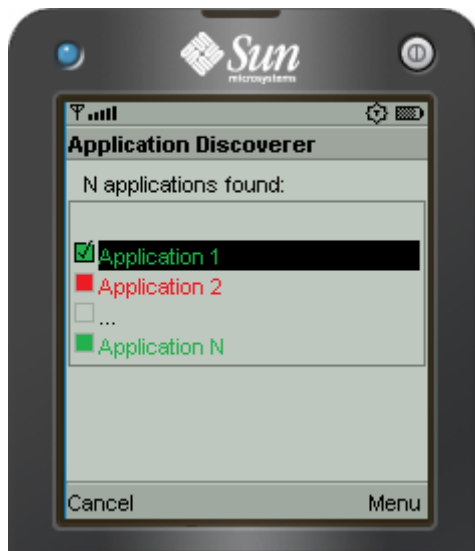 Sun
microsystems
Application Discoverer
N applications found:
Application 1
Application 2
...
Application N
Cancel Menu